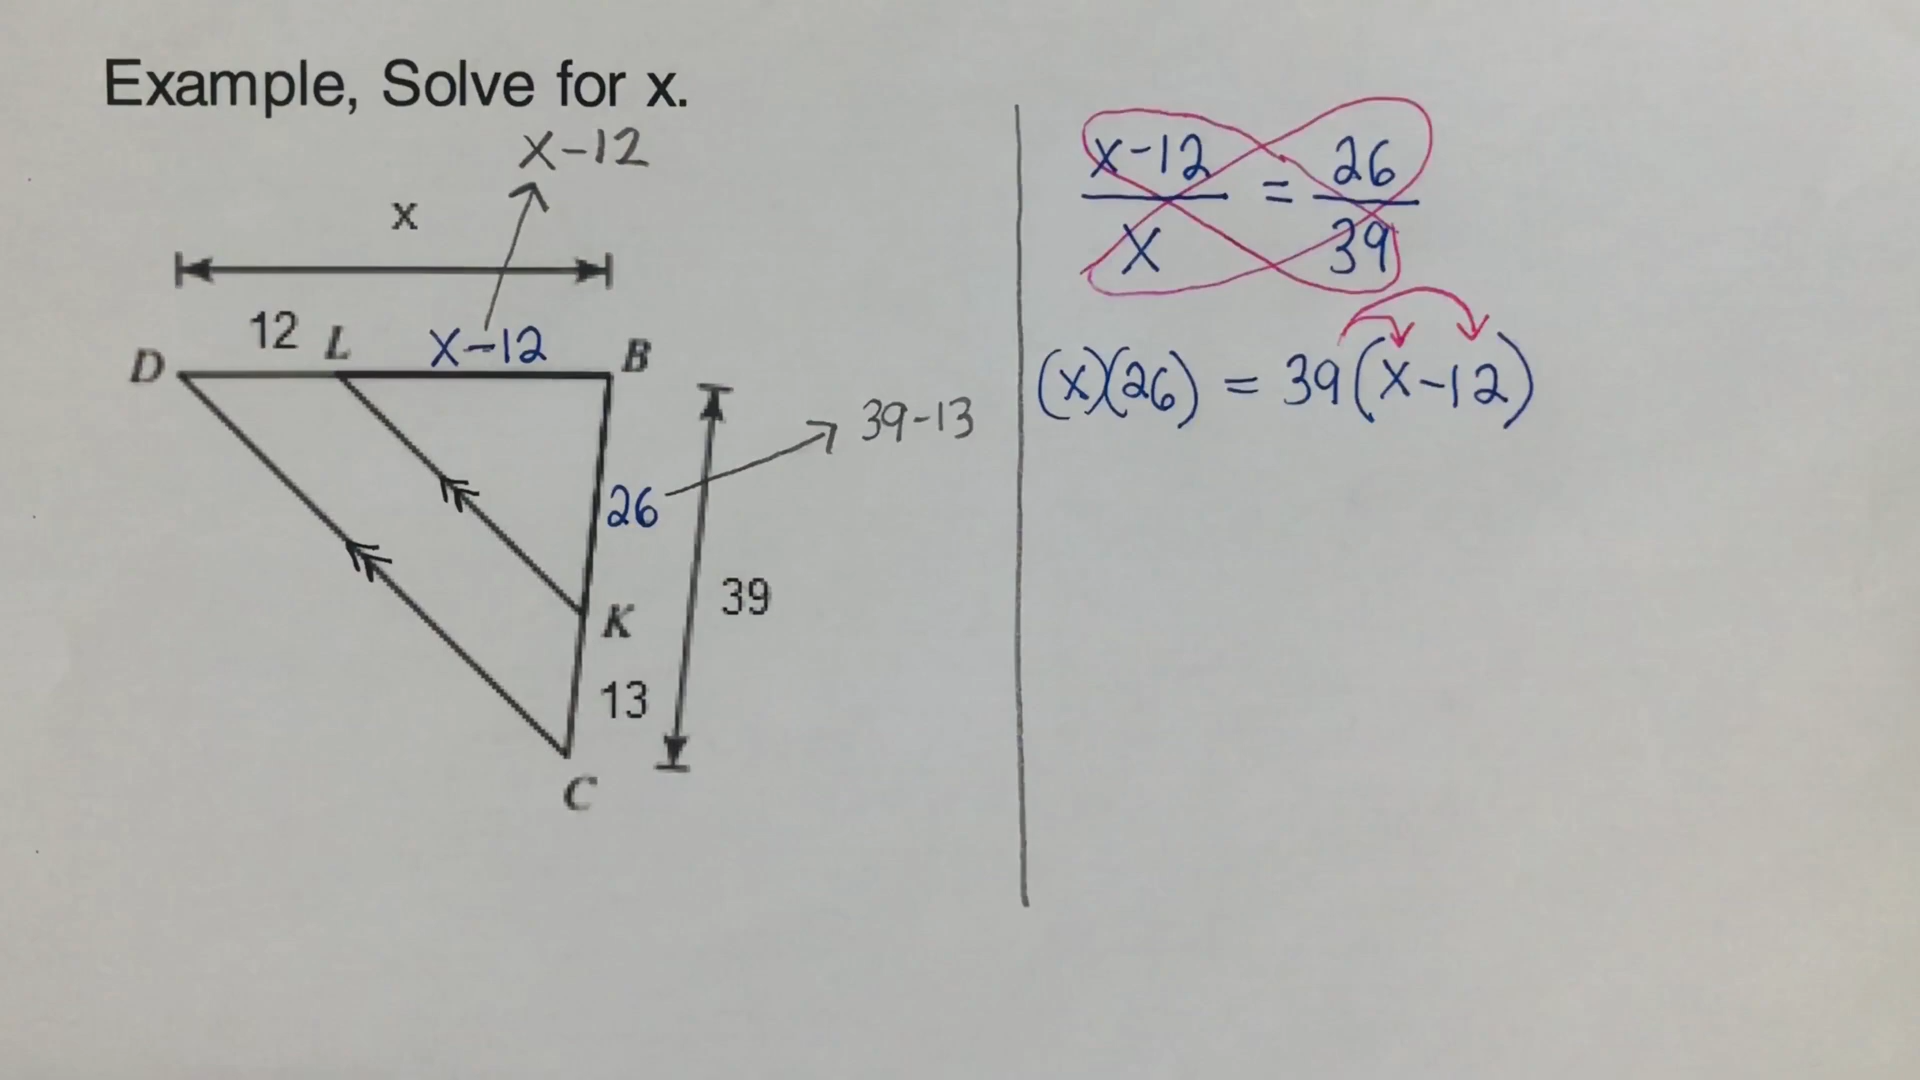 Example, Solve for x.
x-12
x
12 L x-12 B
D
39-13
26
39
K
13
C
x-12 = 26
x 39
(x)(26) = 39(x-12)